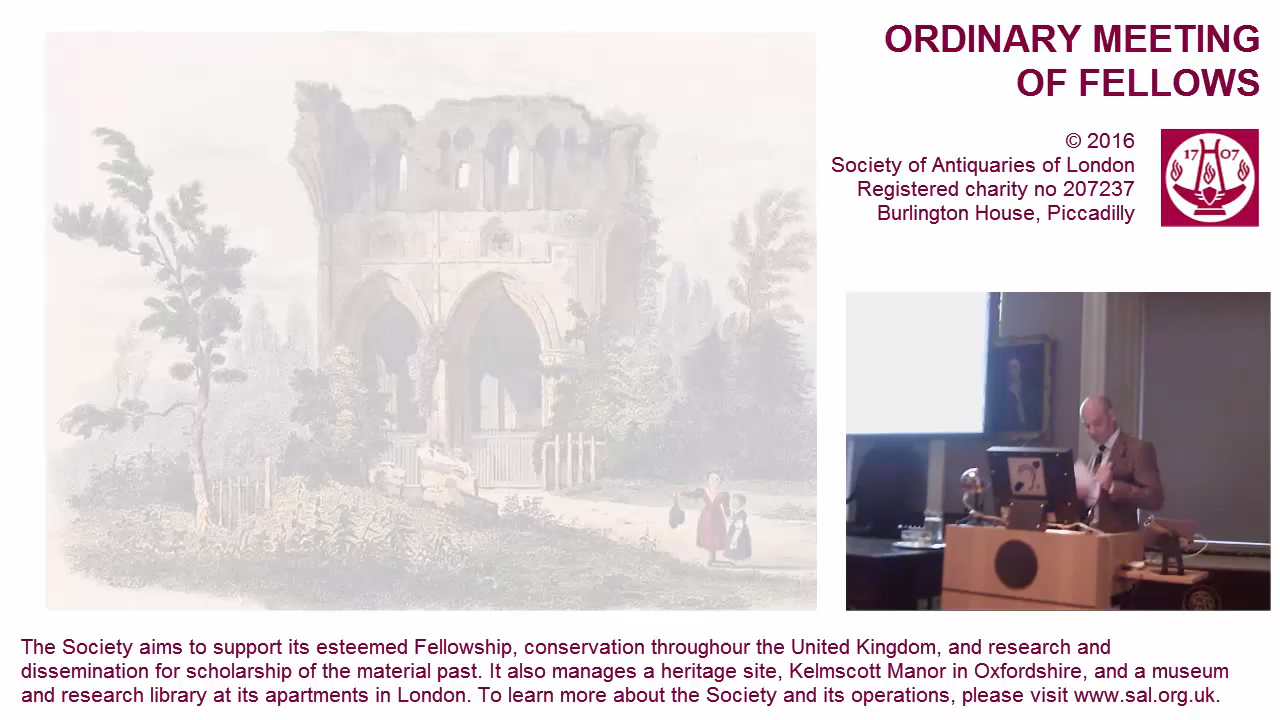 ORDINARY MEETING
OF FELLOWS
© 2016
Society of Antiquaries of London
Registered charity no 207237
Burlington House, Piccadilly
17 07
The Society aims to support its esteemed Fellowship, conservation throughour the United Kingdom, and research and
dissemination for scholarship of the material past. It also manages a heritage site, Kelmscott Manor in Oxfordshire, and a museum
and research library at its apartments in London. To learn more about the Society and its operations, please visit www.sal.org.uk.